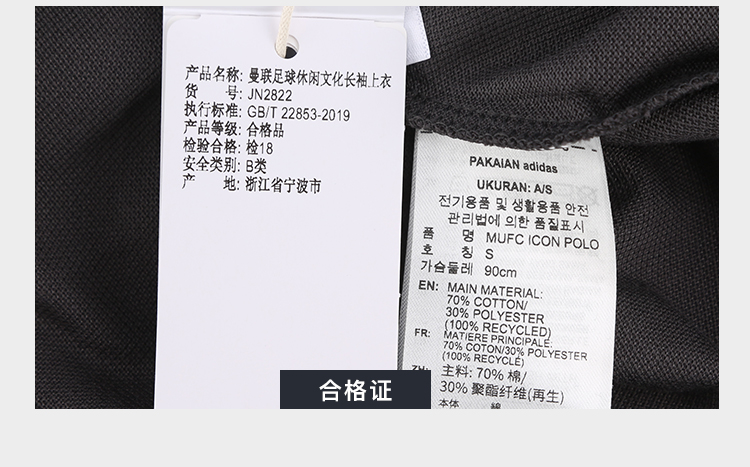 产品名称: 曼联足球休闲文化长袖上衣
货 号: JN2822
执行标准: GB/T 22853-2019
产品等级: 合格品
检验合格: 检18
安全类别: B类
产 地: 浙江省宁波市
PAKAIAN adidas
UKURAN: A/S
전기용품 및 생활용품 안전
관리법에 의한 품질표시
품 명 MUFC ICON POLO
호 칭 S
가슴둘레 90cm
EN: MAIN MATERIAL:
70% COTTON/
30% POLYESTER
(100% RECYCLED)
FR: MATIERE PRINCIPALE:
70% COTON/30% POLYESTER
(100% RECYCLE)
ZH: 主料: 70% 棉/
30% 聚酯纤维(再生)
本体 綿
合格证